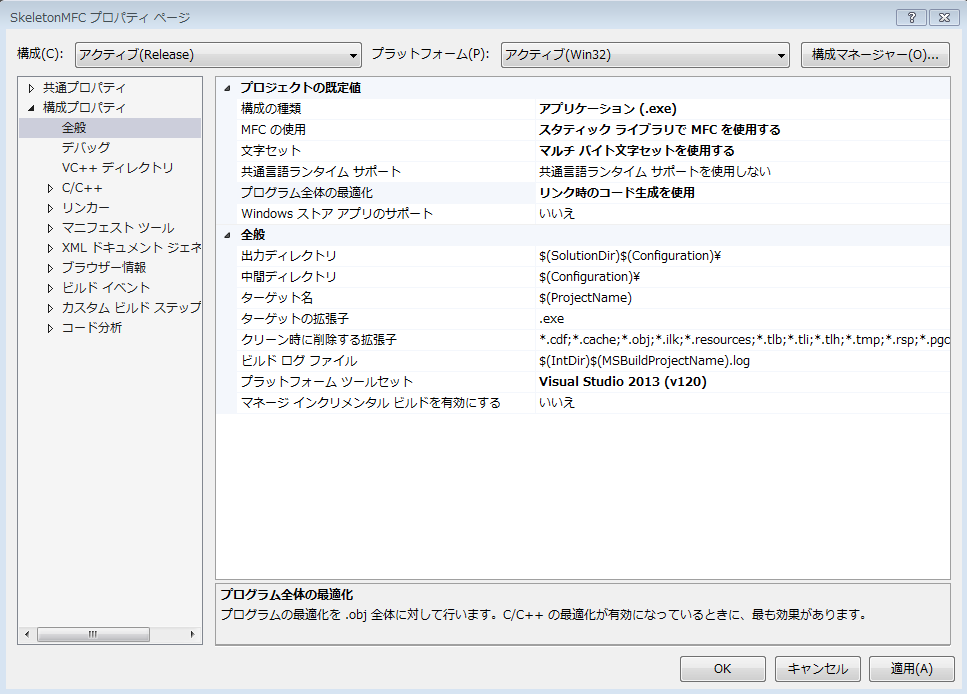 SkeletonMFC プロパティ ページ
構成(C): アクティブ(Release) プラットフォーム(P): アクティブ(Win32) 構成マネージャー(O)...
共通プロパティ
構成プロパティ
全般
デバッグ
VC++ ディレクトリ
C/C++
リンカー
マニフェスト ツール
XML ドキュメント ジェネ
ブラウザー情報
ビルド イベント
カスタム ビルド ステップ
コード分析
プロジェクトの既定値
構成の種類 アプリケーション (.exe)
MFC の使用 スタティック ライブラリで MFC を使用する
文字セット マルチ バイト文字セットを使用する
共通言語ランタイム サポート 共通言語ランタイム サポートを使用しない
プログラム全体の最適化 リンク時のコード生成を使用
Windows ストア アプリのサポート いいえ
全般
出力ディレクトリ $(SolutionDir)$(Configuration)¥
中間ディレクトリ $(Configuration)¥
ターゲット名 $(ProjectName)
ターゲットの拡張子 .exe
クリーン時に削除する拡張子 *.cdf;*.cache;*.obj;*.ilk;*.resources;*.tlb;*.tli;*.tlh;*.tmp;*.rsp;*.pgc
ビルド ログ ファイル $(IntDir)$(MSBuildProjectName).log
プラットフォーム ツールセット Visual Studio 2013 (v120)
マネージ インクリメンタル ビルドを有効にする いいえ
プログラム全体の最適化
プログラムの最適化を .obj 全体に対して行います。C/C++ の最適化が有効になっているときに、最も効果があります。
OK キャンセル 適用(A)